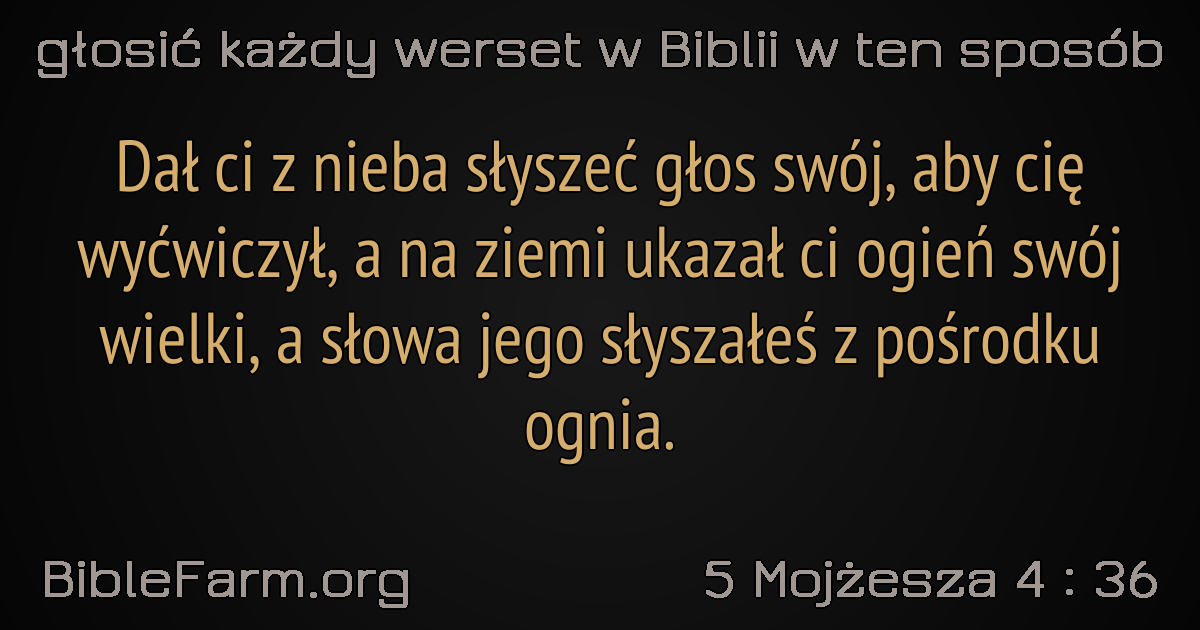 głosić każdy werset w Biblii w ten sposób
Dał ci z nieba słyszeć głos swój, aby cię
wyćwiczył, a na ziemi ukazał ci ogień swój
wielki, a słowa jego słyszałeś z pośrodku
ognia.
BibleFarm.org
5 Mojżesza 4 : 36